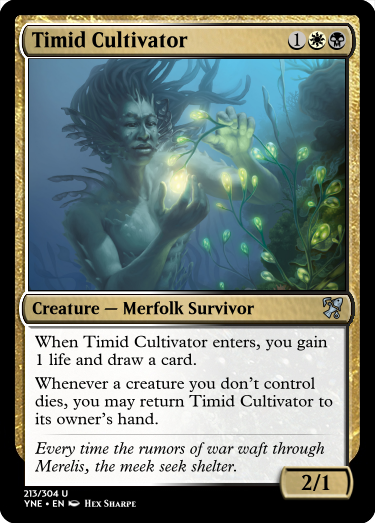 Timid Cultivator 1
Creature — Merfolk Survivor
When Timid Cultivator enters, you gain
1 life and draw a card.
Whenever a creature you don't control
dies, you may return Timid Cultivator to
its owner's hand.
Every time the rumors of war waft through
Merelis, the meek seek shelter.
2/1
213/304 U
YNE • EN Hex Sharpe